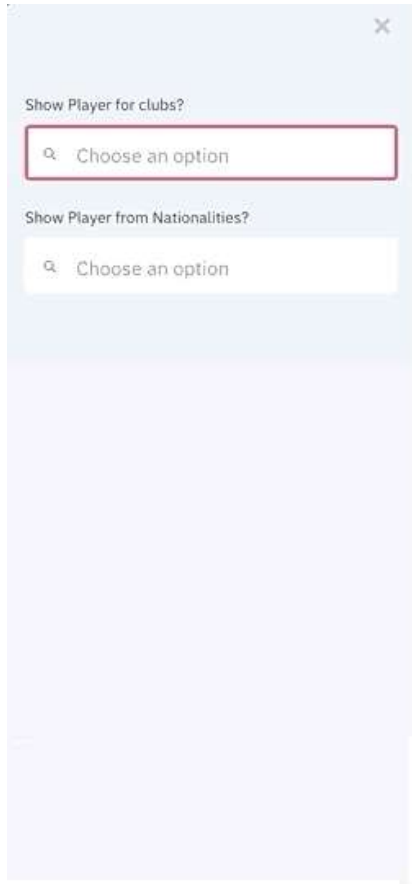 Show Player for clubs?
Choose an option
Show Player from Nationalities?
Choose an option